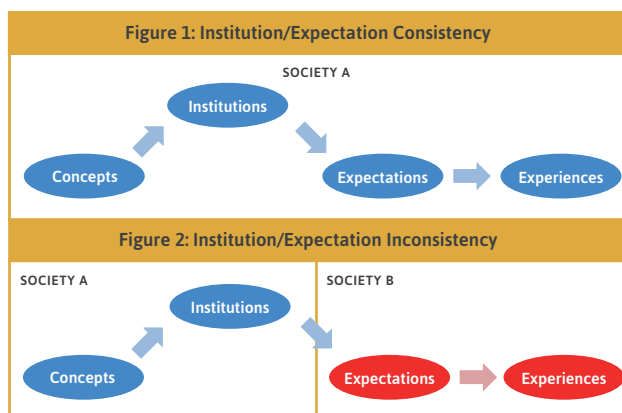 Figure 1: Institution/Expectation Consistency
SOCIETY A
Institutions
Concepts
Expectations
Experiences
Figure 2: Institution/Expectation Inconsistency
SOCIETY A
SOCIETY B
Institutions
Concepts
Expectations
Experiences